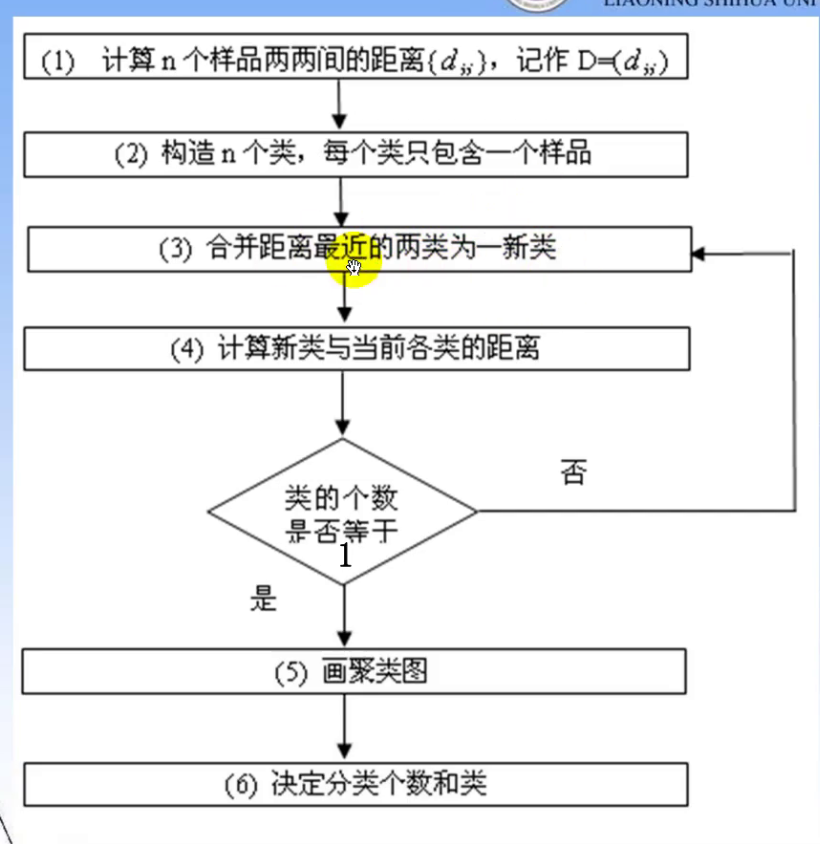 LIAONING SHIHUA UNI
(1) 计算n个样品两两间的距离{d_ij}，记作 D=(d_ij)
(2) 构造n个类，每个类只包含一个样品
(3) 合并距离最近的两类为一新类
(4) 计算新类与当前各类的距离
否
类的个数
是否等于
1
是
(5) 画聚类图
(6) 决定分类个数和类